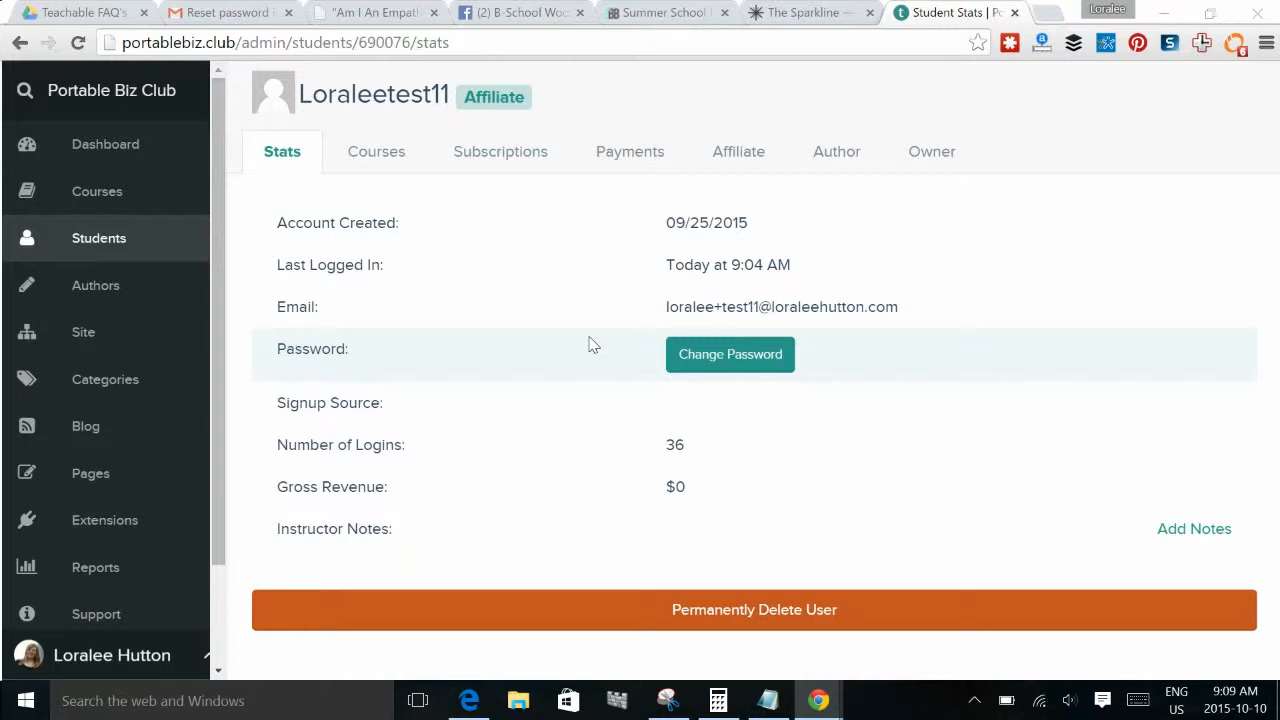 Teachable FAQ's
Reset password i
"Am I An Empath
(2) B-School Woc
Summer School
The Sparkline —
Student Stats | Po
Loralee
portablebiz.club/admin/students/690076/stats
6
Portable Biz Club
Dashboard
Courses
Students
Authors
Site
Categories
Blog
Pages
Extensions
Reports
Support
Loralee Hutton
Loraleetest11 Affiliate
Stats Courses Subscriptions Payments Affiliate Author Owner
Account Created: 09/25/2015
Last Logged In: Today at 9:04 AM
Email: loralee+test11@loraleehutton.com
Password: Change Password
Signup Source:
Number of Logins: 36
Gross Revenue: $0
Instructor Notes: Add Notes
Permanently Delete User
Search the web and Windows
ENG
US
9:09 AM
2015-10-10